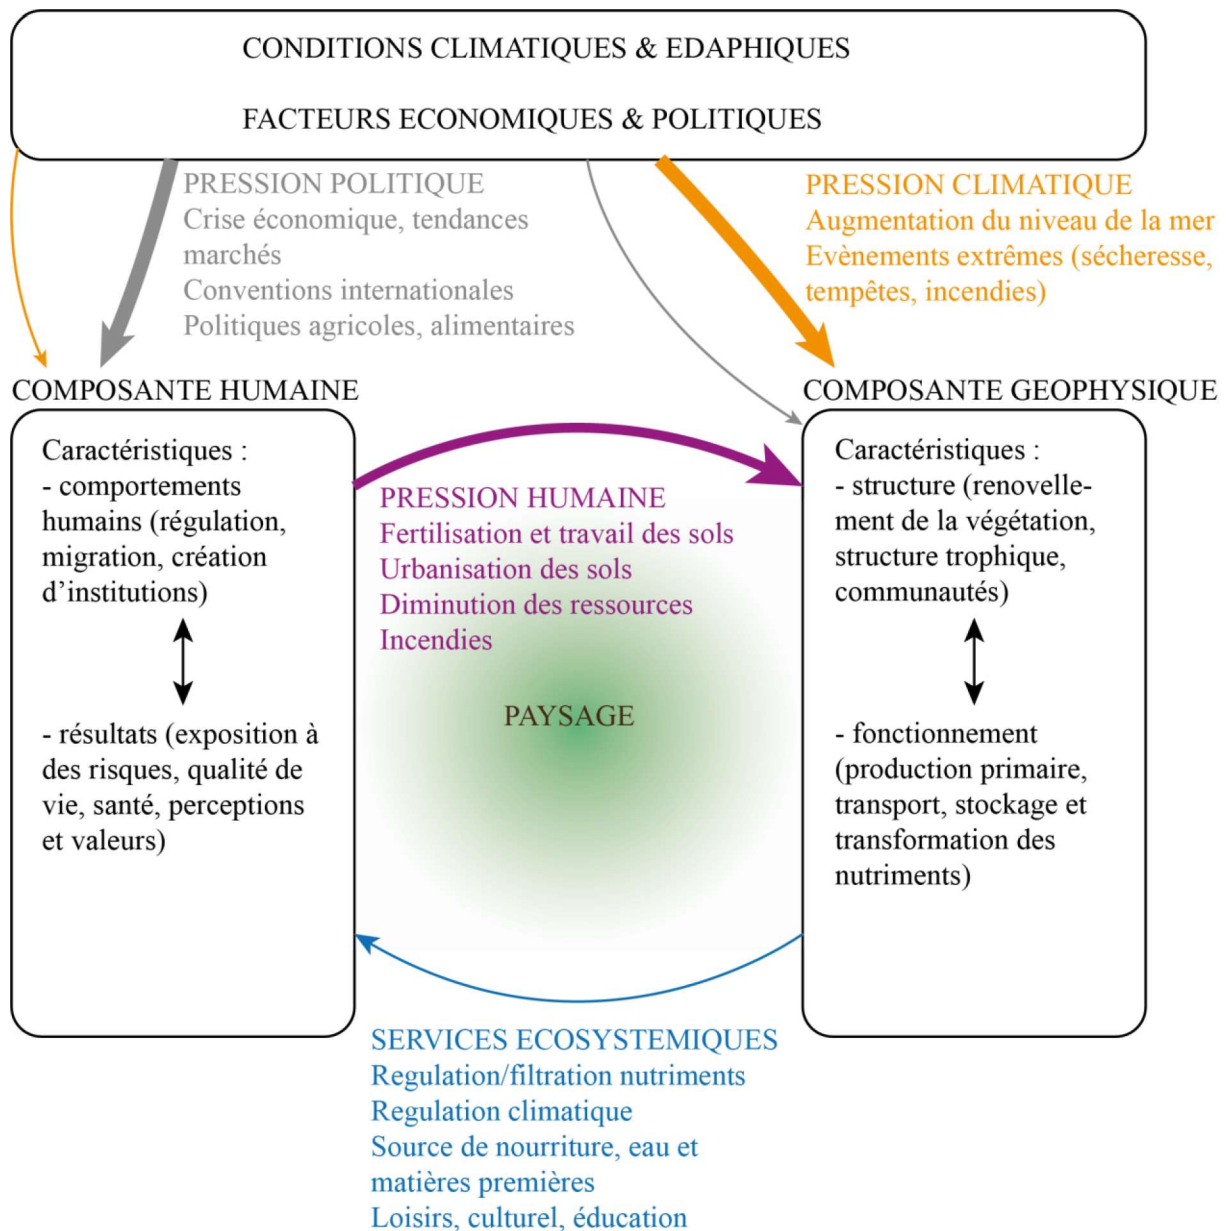 CONDITIONS CLIMATIQUES & EDAPHIQUES
FACTEURS ECONOMIQUES & POLITIQUES
PRESSION POLITIQUE
Crise économique, tendances
marchés
Conventions internationales
Politiques agricoles, alimentaires
PRESSION CLIMATIQUE
Augmentation du niveau de la mer
Evènements extrêmes (sécheresse,
tempêtes, incendies)
COMPOSANTE HUMAINE
Caractéristiques :
- comportements
humains (régulation,
migration, création
d’institutions)
- résultats (exposition à
des risques, qualité de
vie, santé, perceptions
et valeurs)
PRESSION HUMAINE
Fertilisation et travail des sols
Urbanisation des sols
Diminution des ressources
Incendies
PAYSAGE
COMPOSANTE GEOPHYSIQUE
Caractéristiques :
- structure (renovelle-
ment de la végétation,
structure trophique,
communautés)
- fonctionnement
(production primaire,
transport, stockage et
transformation des
nutriments)
SERVICES ECOSYSTEMIQUES
Regulation/filtration nutriments
Regulation climatique
Source de nourriture, eau et
matières premières
Loisirs, culturel, éducation